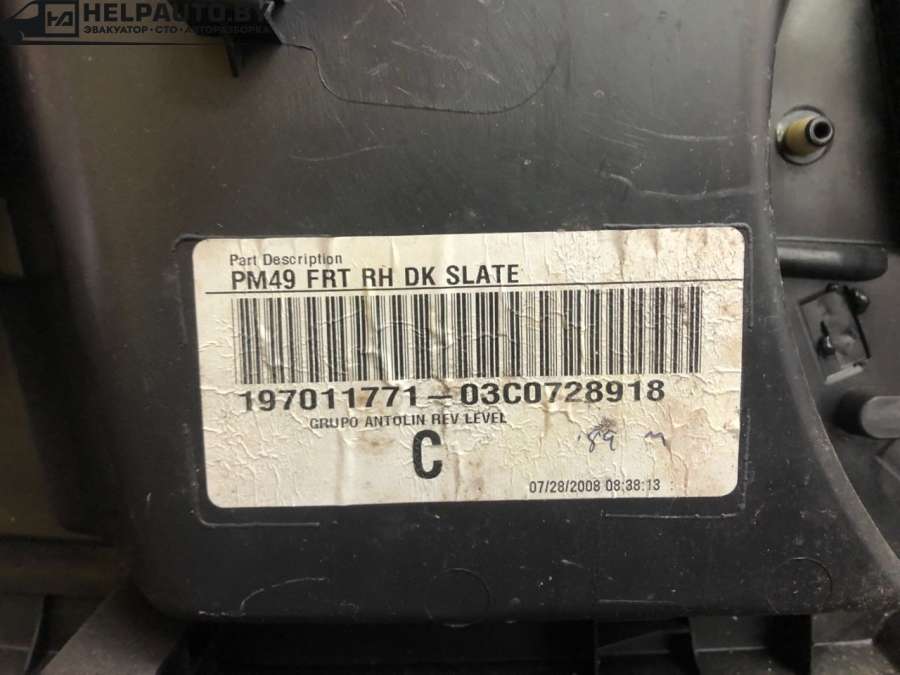 HELPAUTO.BY
ЭВАКУАТОР • СТО • АВТОРАЗБОРКА
Part Description
PM49 FRT RH DK SLATE
197011771-03C0728918
GRUPO ANTOLIN REV LEVEL
C
07/28/2008 08:38:13